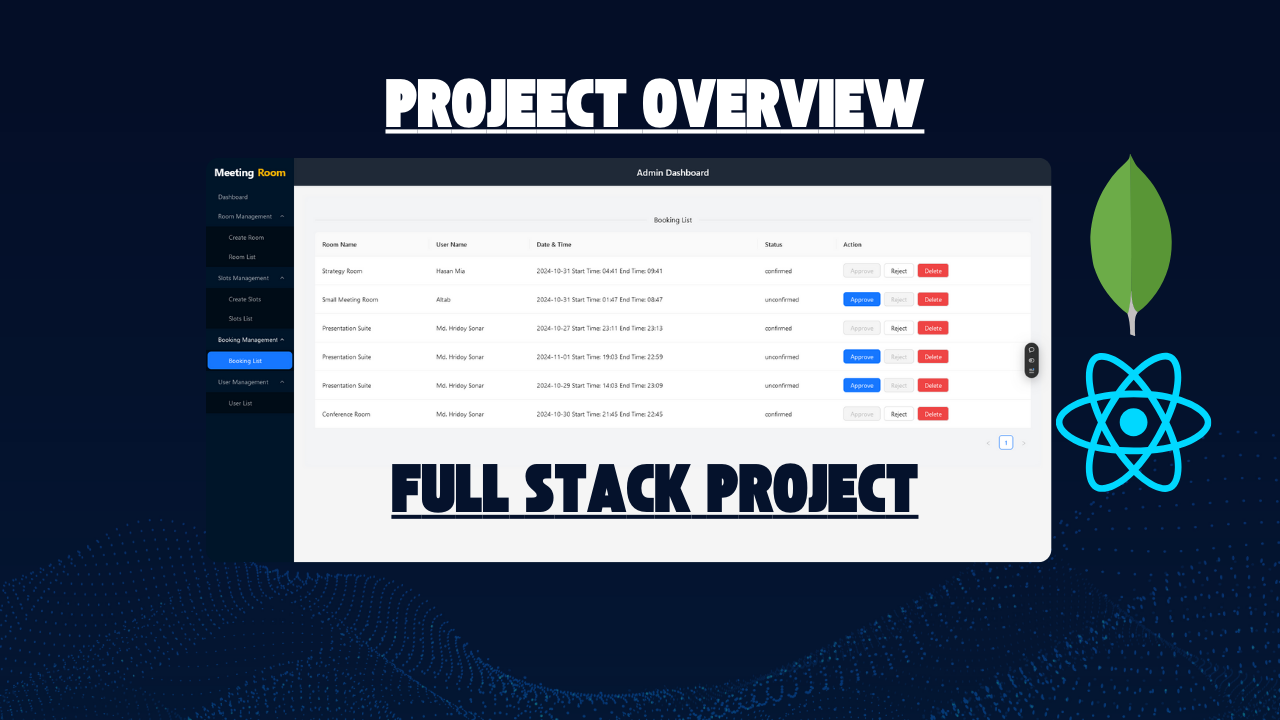 PROJEECT OVERVIEW
Meeting Room
Admin Dashboard
Dashboard
Room Management
Create Room
Room List
Slots Management
Create Slots
Slots List
Booking Management
Booking List
User Management
User List
Booking List
Room Name User Name Date & Time Status Action
Strategy Room Hasan Mia 2024-10-31 Start Time: 04:41 End Time: 09:41 confirmed Approve Reject Delete
Small Meeting Room Altab 2024-10-31 Start Time: 01:47 End Time: 08:47 unconfirmed Approve Reject Delete
Presentation Suite Md. Hridoy Sonar 2024-10-27 Start Time: 23:11 End Time: 23:13 confirmed Approve Reject Delete
Presentation Suite Md. Hridoy Sonar 2024-11-01 Start Time: 19:03 End Time: 22:59 unconfirmed Approve Reject Delete
Presentation Suite Md. Hridoy Sonar 2024-10-29 Start Time: 14:03 End Time: 23:09 unconfirmed Approve Reject Delete
Conference Room Md. Hridoy Sonar 2024-10-30 Start Time: 21:45 End Time: 22:45 confirmed Approve Reject Delete
< 1 >
FULL STACK PROJECT